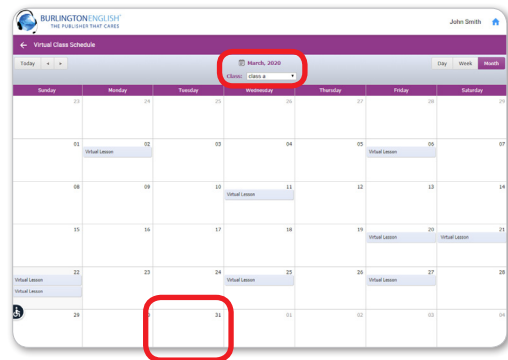 BURLINGTONENGLISH
THE PUBLISHER THAT CARES
John Smith
Virtual Class Schedule
Today
March, 2020
Class: class a
Day Week Month
Sunday Monday Tuesday Wednesday Thursday Friday Saturday
23 24 25 26 27 28 29
01 02 03 04 05 06 07
Virtual Lesson Virtual Lesson
08 09 10 11 12 13 14
Virtual Lesson
15 16 17 18 19 20 21
Virtual Lesson Virtual Lesson
22 23 24 25 26 27 28
Virtual Lesson Virtual Lesson Virtual Lesson
Virtual Lesson
29 31 01 02 03 04